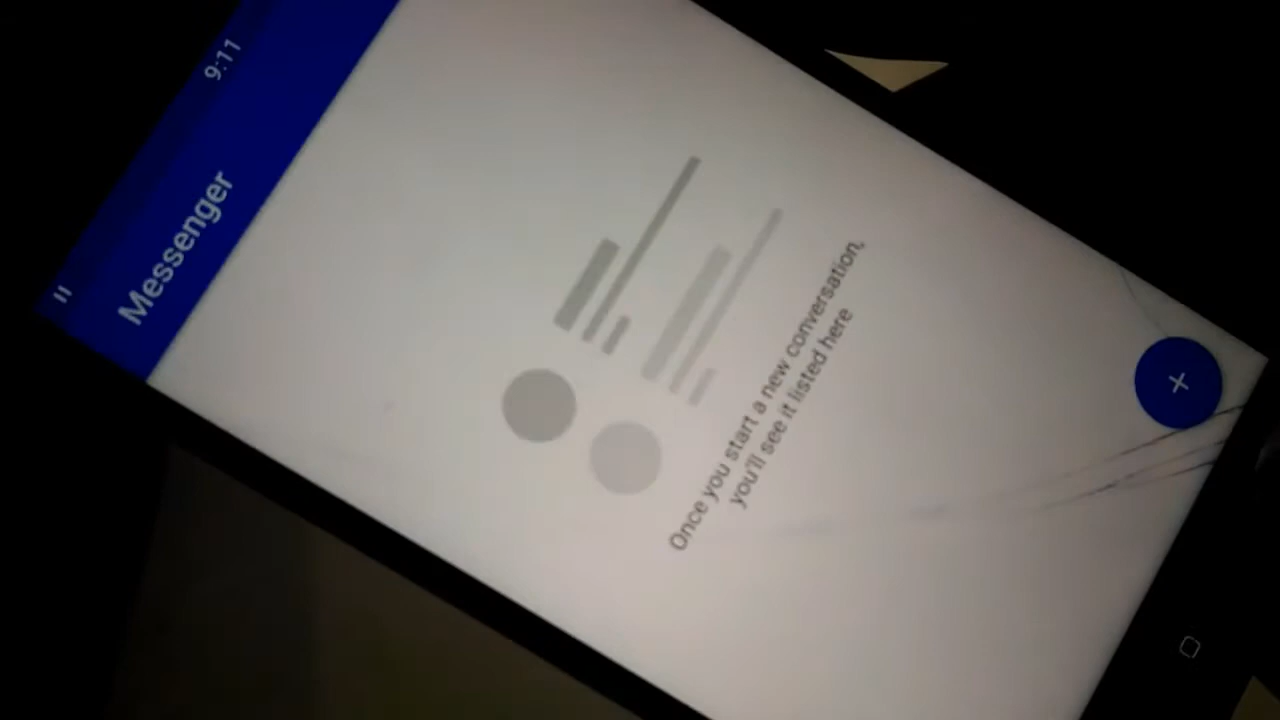 9:11
Messenger
Once you start a new conversation,
you'll see it listed here